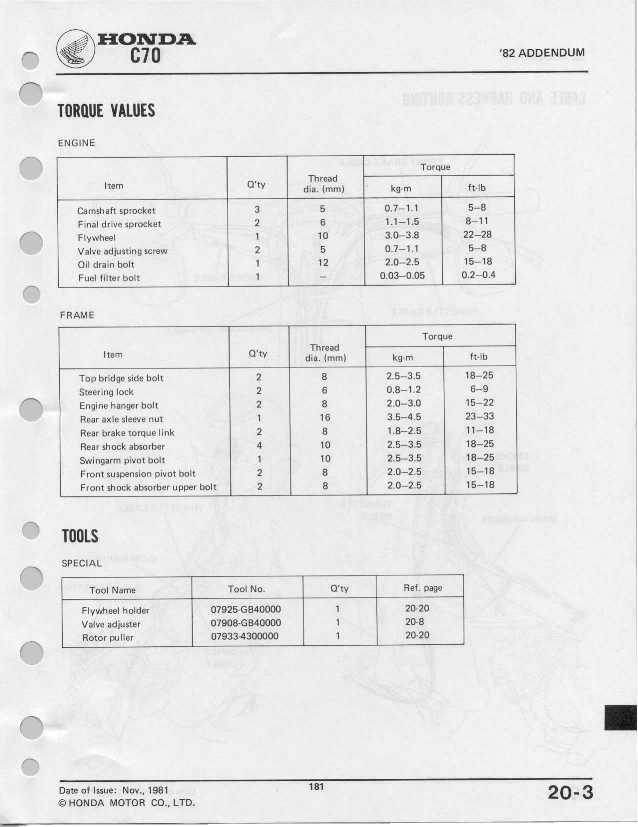 HONDA
C70
'82 ADDENDUM
TORQUE VALUES
ENGINE
Item Q'ty Thread dia. (mm) Torque
kg-m ft-lb
Camshaft sprocket 3 5 0.7–1.1 5–8
Final drive sprocket 2 6 1.1–1.5 8–11
Flywheel 1 10 3.0–3.8 22–28
Valve adjusting screw 2 5 0.7–1.1 5–8
Oil drain bolt 1 12 2.0–2.5 15–18
Fuel filter bolt 1 – 0.03–0.05 0.2–0.4
FRAME
Item Q'ty Thread dia. (mm) Torque
kg-m ft-lb
Top bridge side bolt 2 8 2.5–3.5 18–25
Steering lock 2 6 0.8–1.2 6–9
Engine hanger bolt 2 8 2.0–3.0 15–22
Rear axle sleeve nut 1 16 3.5–4.5 23–33
Rear brake torque link 2 8 1.8–2.5 11–18
Rear shock absorber 4 10 2.5–3.5 18–25
Swingarm pivot bolt 1 10 2.5–3.5 18–25
Front suspension pivot bolt 2 8 2.0–2.5 15–18
Front shock absorber upper bolt 2 8 2.0–2.5 15–18
TOOLS
SPECIAL
Tool Name Tool No. Q'ty Ref. page
Flywheel holder 07925-GB40000 1 20-20
Valve adjuster 07908-GB40000 1 20-8
Rotor puller 07933-4300000 1 20-20
Date of Issue: Nov., 1981
© HONDA MOTOR CO., LTD.
181
20-3